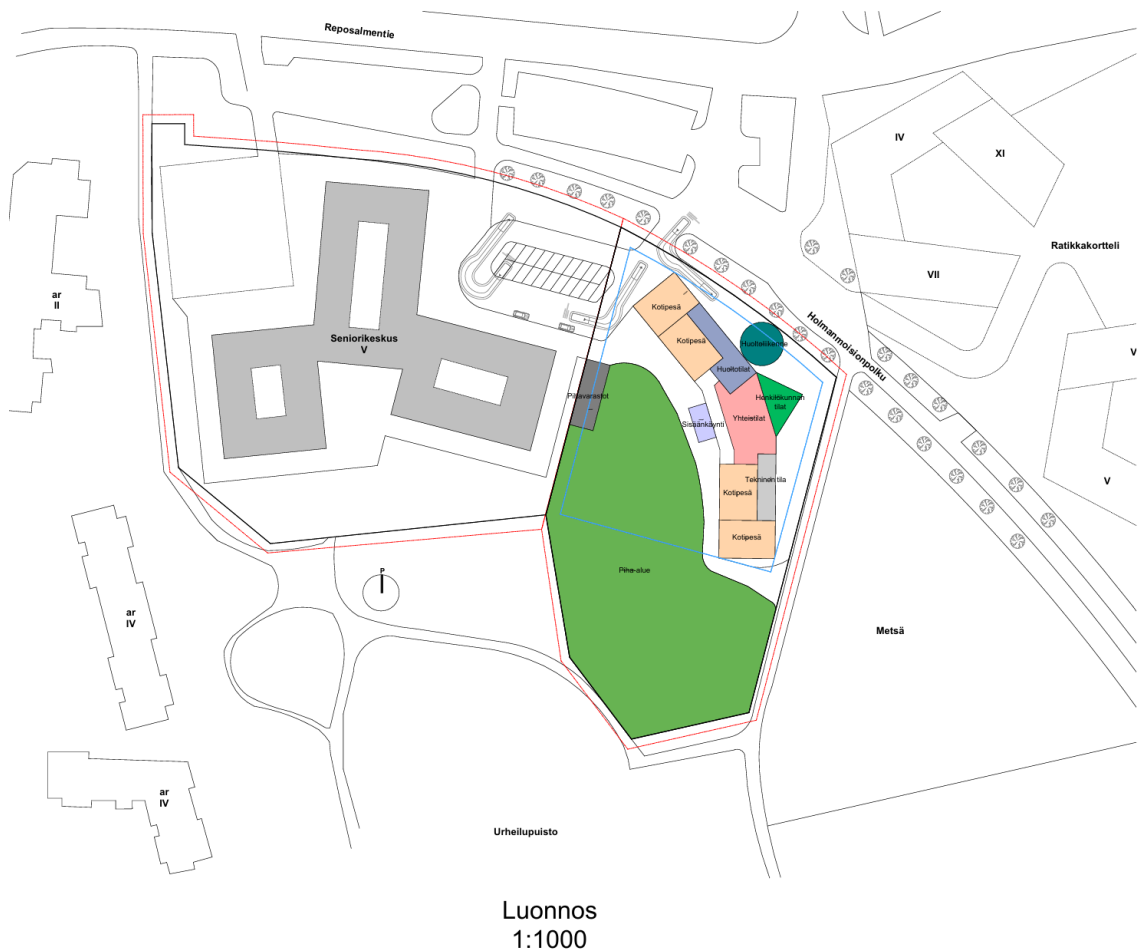 Reposalmentie
IV
XI
Ratikkakortteli
VII
ar
II
Holmanmoisionpolku
Kotipesä
Kotipesä
Huoltoliikenne
Seniorikeskus
V
V
Huoltotilat
Pihavarastot
Henkilökunnan
tilat
Yhteistilat
Sisäänkäynti
Kotipesä
Tekninen tila
V
Kotipesä
Piha-alue
P
ar
IV
Metsä
ar
IV
Urheilupuisto
Luonnos
1:1000